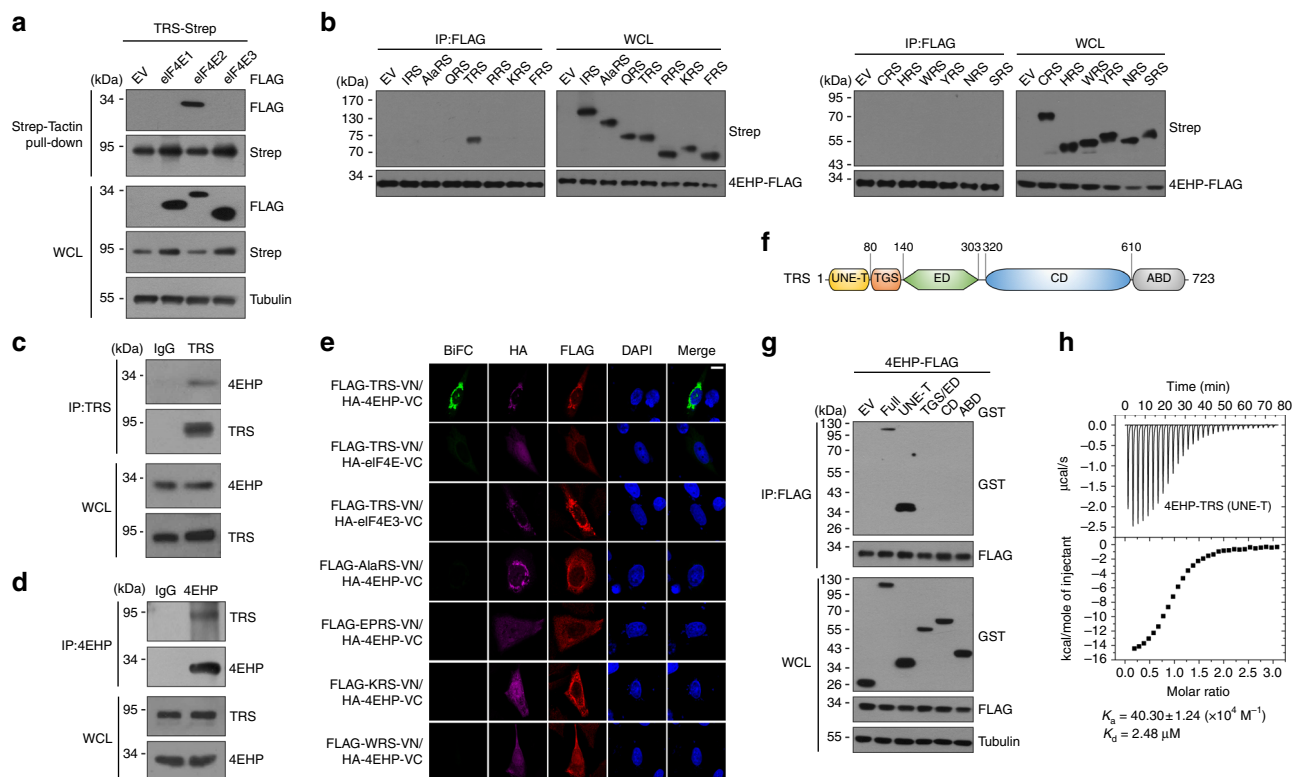 a
TRS-Strep
EV eIF4E1 eIF4E2 eIF4E3 FLAG
(kDa)
34 - FLAG
Strep-Tactin pull-down
95 - Strep
34 - FLAG
WCL
95 - Strep
55 - Tubulin
b
IP:FLAG WCL
(kDa) EV IRS AlaRS QRS TRS RRS KRS FRS EV IRS AlaRS QRS TRS RRS KRS FRS
170 -
130 -
75 -
70 -
Strep
34 - 4EHP-FLAG
IP:FLAG WCL
(kDa) EV CRS HRS WRS YRS NRS SRS EV CRS HRS WRS YRS NRS SRS
95 -
70 -
55 -
43 -
Strep
34 - 4EHP-FLAG
c
(kDa) IgG TRS
34 - 4EHP
IP:TRS
95 - TRS
34 - 4EHP
WCL
95 - TRS
d
(kDa) IgG 4EHP
95 - TRS
IP:4EHP
34 - 4EHP
95 - TRS
WCL
34 - 4EHP
e
BiFC HA FLAG DAPI Merge
FLAG-TRS-VN/
HA-4EHP-VC
FLAG-TRS-VN/
HA-eIF4E-VC
FLAG-TRS-VN/
HA-eIF4E3-VC
FLAG-AlaRS-VN/
HA-4EHP-VC
FLAG-EPRS-VN/
HA-4EHP-VC
FLAG-KRS-VN/
HA-4EHP-VC
FLAG-WRS-VN/
HA-4EHP-VC
f
80 140 303 320 610
TRS 1 UNE-T TGS ED CD ABD 723
g
4EHP-FLAG
(kDa) EV Full UNE-T TGS/ED CD ABD GST
130 -
95 -
70 -
55 -
43 -
34 -
26 -
GST
IP:FLAG
34 - FLAG
130 -
95 -
70 -
55 -
43 -
34 -
26 -
GST
WCL
34 - FLAG
55 - Tubulin
h
Time (min)
0 10 20 30 40 50 60 70 80
0.0
−0.5
−1.0
−1.5
−2.0
−2.5
µcal/s
4EHP-TRS (UNE-T)
0
−2
−4
−6
−8
−10
−12
−14
−16
kcal/mole of injectant
0.0 0.5 1.0 1.5 2.0 2.5 3.0
Molar ratio
Ka = 40.30±1.24 (×10⁴ M⁻¹)
Kd = 2.48 µM